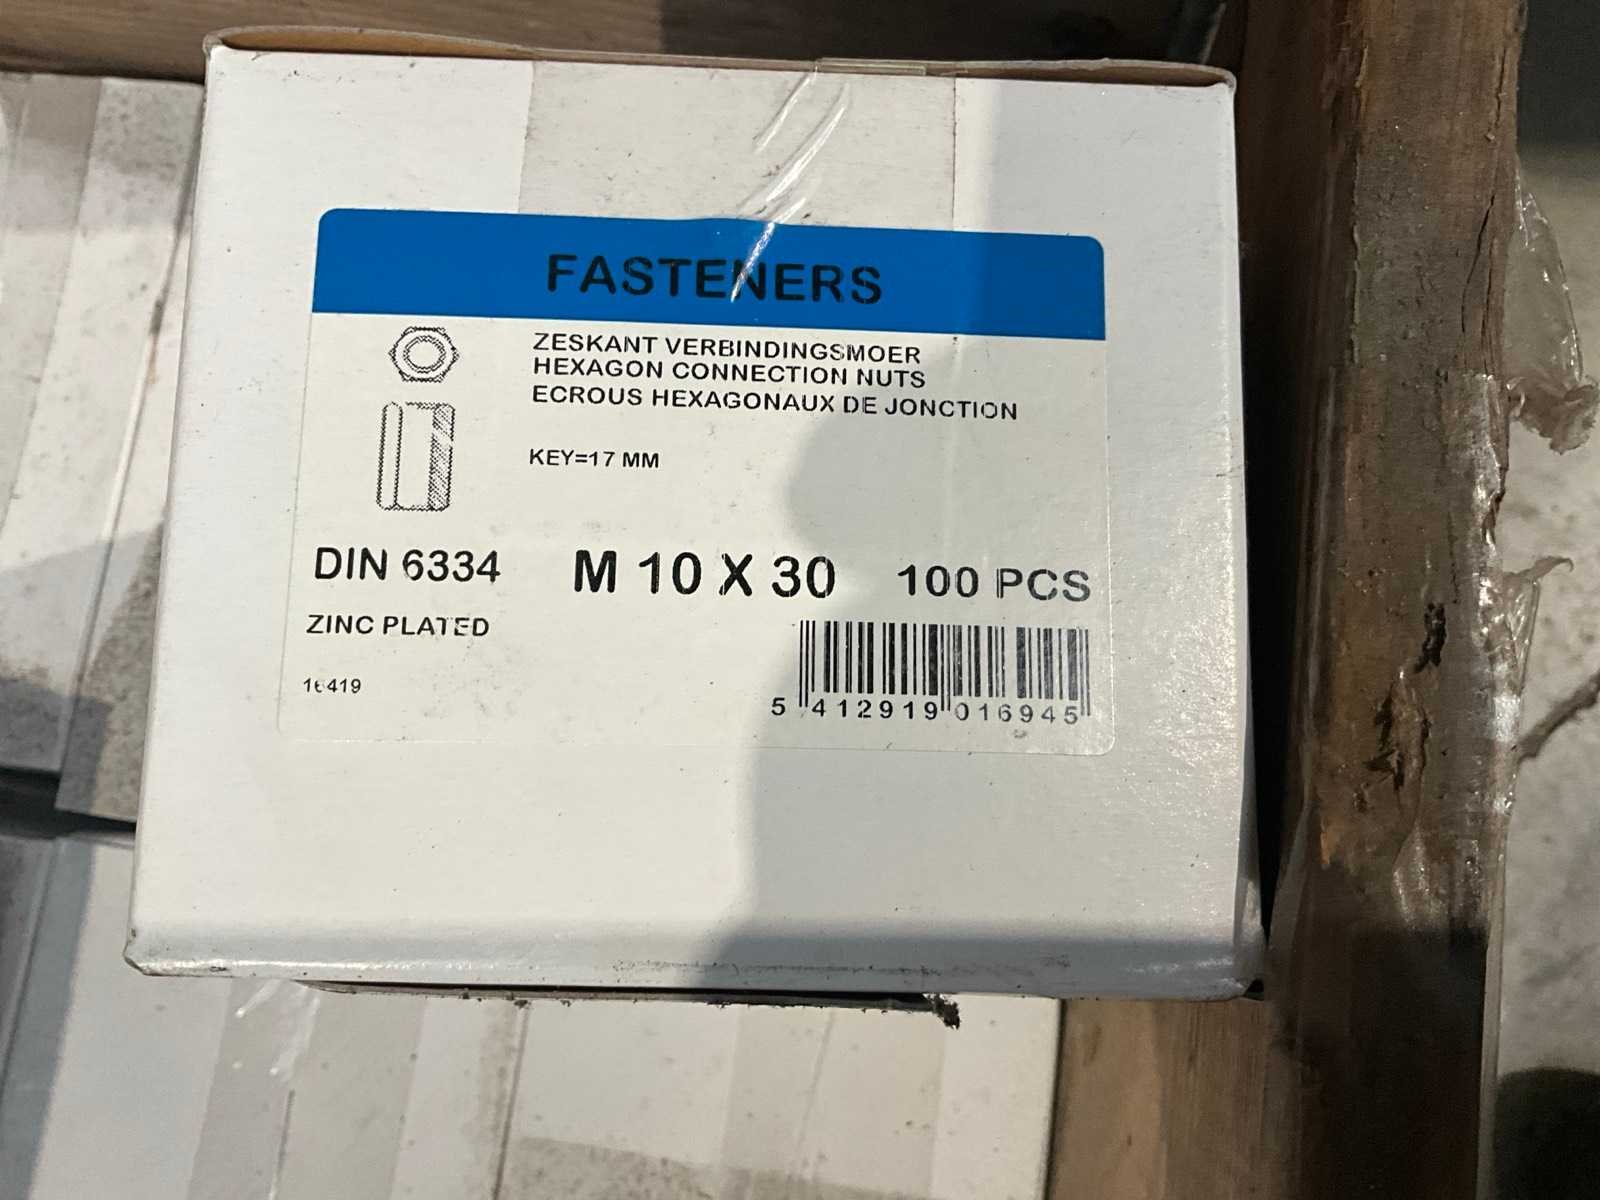 FASTENERS
ZESKANT VERBINDINGSMOER
HEXAGON CONNECTION NUTS
ECROUS HEXAGONAUX DE JONCTION
KEY=17 MM
DIN 6334 M 10 X 30 100 PCS
ZINC PLATED
16419
5 412919 016945